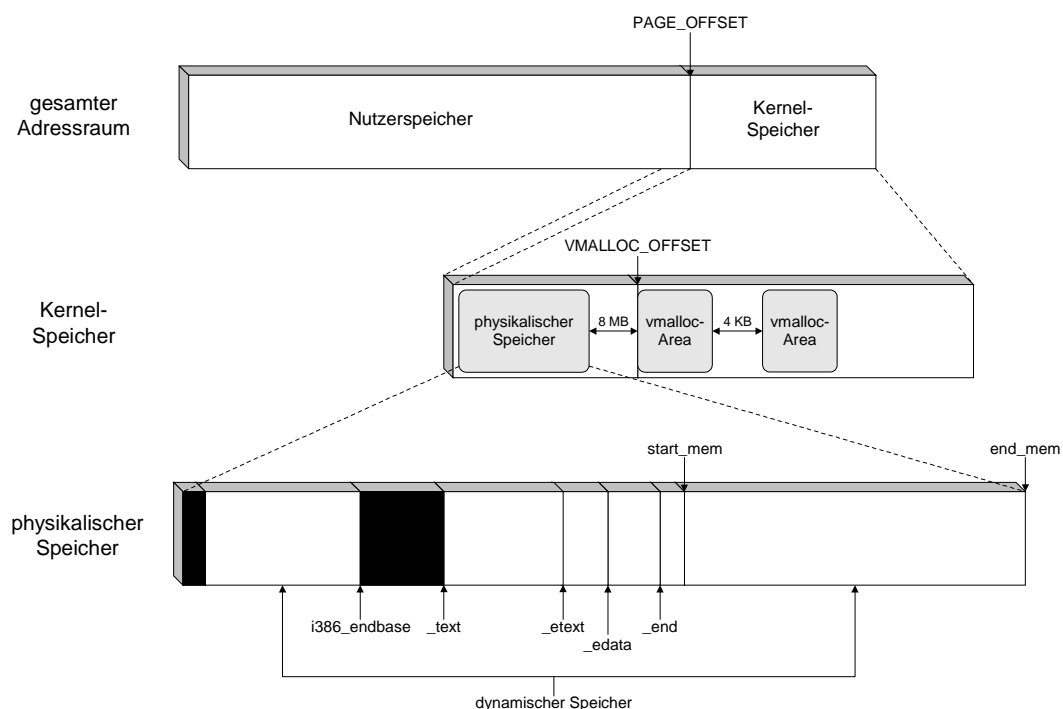 PAGE_OFFSET
gesamter
Adressraum
Nutzerspeicher
Kernel-
Speicher
VMALLOC_OFFSET
Kernel-
Speicher
physikalischer
Speicher
8 MB
vmalloc-
Area
4 KB
vmalloc-
Area
start_mem
end_mem
physikalischer
Speicher
i386_endbase
_text
_etext
_edata
_end
dynamischer Speicher